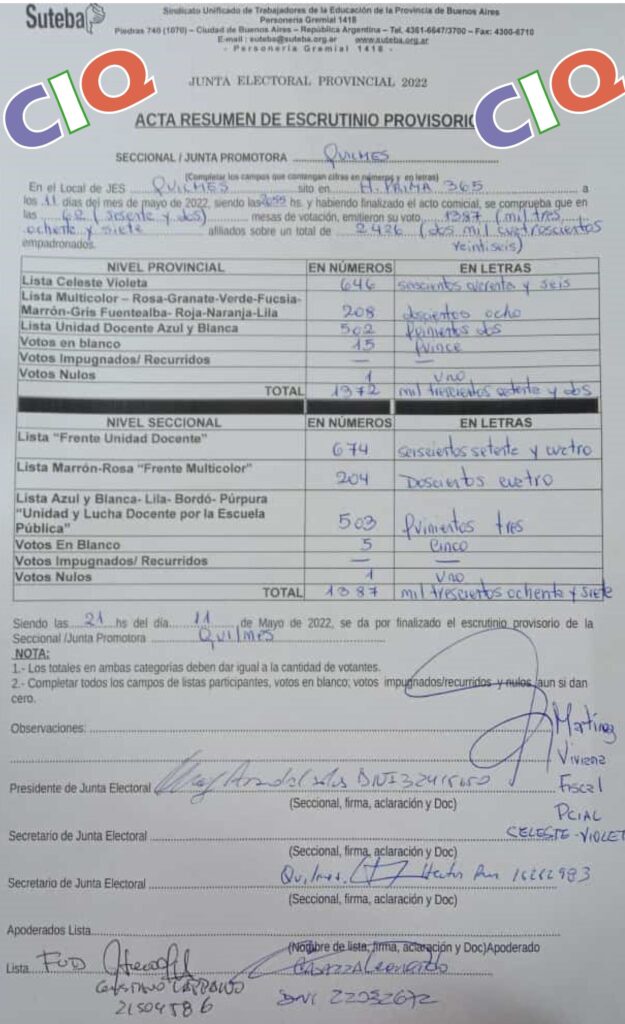 Suteba
Sindicato Unificado de Trabajadores de la Educación de la Provincia de Buenos Aires
Personería Gremial 1418
Piedras 740 (1070) – Ciudad de Buenos Aires – República Argentina – Tel. 4361-6647/3700 – Fax: 4300-6710
E-mail : suteba@suteba.org.ar www.suteba.org.ar
- Personería Gremial 1418 -
CIQ
CIQ
JUNTA ELECTORAL PROVINCIAL 2022
ACTA RESUMEN DE ESCRUTINIO PROVISORIO
SECCIONAL / JUNTA PROMOTORA QUILMES
(Completar los campos que contengan cifras en números y en letras)
En el Local de JES QUILMES sito en H. PRIMA 365 a
los 11 días del mes de mayo de 2022, siendo las 2055 hs. y habiendo finalizado el acto comicial, se comprueba que en
las 62 (sesenta y dos) mesas de votación, emitieron su voto 1387 (mil tres
ochenta y siete afiliados sobre un total de 2426 (dos mil cuatroscientos
empadronados. veintiseis)
NIVEL PROVINCIAL EN NÚMEROS EN LETRAS
Lista Celeste Violeta 646 seiscientos cuarenta y seis
Lista Multicolor – Rosa-Granate-Verde-Fucsia-
Marrón-Gris Fuentealba- Roja-Naranja-Lila 208 doscientos ocho
Lista Unidad Docente Azul y Blanca 502 Quinientos dos
Votos en blanco 15 Quince
Votos Impugnados/ Recurridos — —
Votos Nulos 1 uno
TOTAL 1372 mil trescientos setenta y dos
NIVEL SECCIONAL EN NÚMEROS EN LETRAS
Lista “Frente Unidad Docente” 674 seiscientos setenta y cuatro
Lista Marrón-Rosa “Frente Multicolor” 204 Doscientos cuatro
Lista Azul y Blanca- Lila- Bordó- Púrpura
“Unidad y Lucha Docente por la Escuela
Pública” 503 Quinientos tres
Votos En Blanco 5 Cinco
Votos Impugnados/ Recurridos — —
Votos Nulos 1 uno
TOTAL 1387 mil trescientos ochenta y siete
Siendo las 21 hs del día 11 de Mayo de 2022, se da por finalizado el escrutinio provisorio de la
Seccional /Junta Promotora QUILMES
NOTA:
1.- Los totales en ambas categorías deben dar igual a la cantidad de votantes.
2.- Completar todos los campos de listas participantes, votos en blanco; votos impugnados/recurridos y nulos ,aun si dan
cero.
Observaciones:
Martínez
Viviana
Fiscal
PCIAL
CELESTE-VIOLET
Presidente de Junta Electoral DNI
(Seccional, firma, aclaración y Doc)
Secretario de Junta Electoral
(Seccional, firma, aclaración y Doc)
Secretario de Junta Electoral Quilmes. 16262983
(Seccional, firma, aclaración y Doc)
Apoderados Lista
(Nombre de lista, firma, aclaración y Doc)Apoderado
Lista FUD
21504586 DNI 22032672